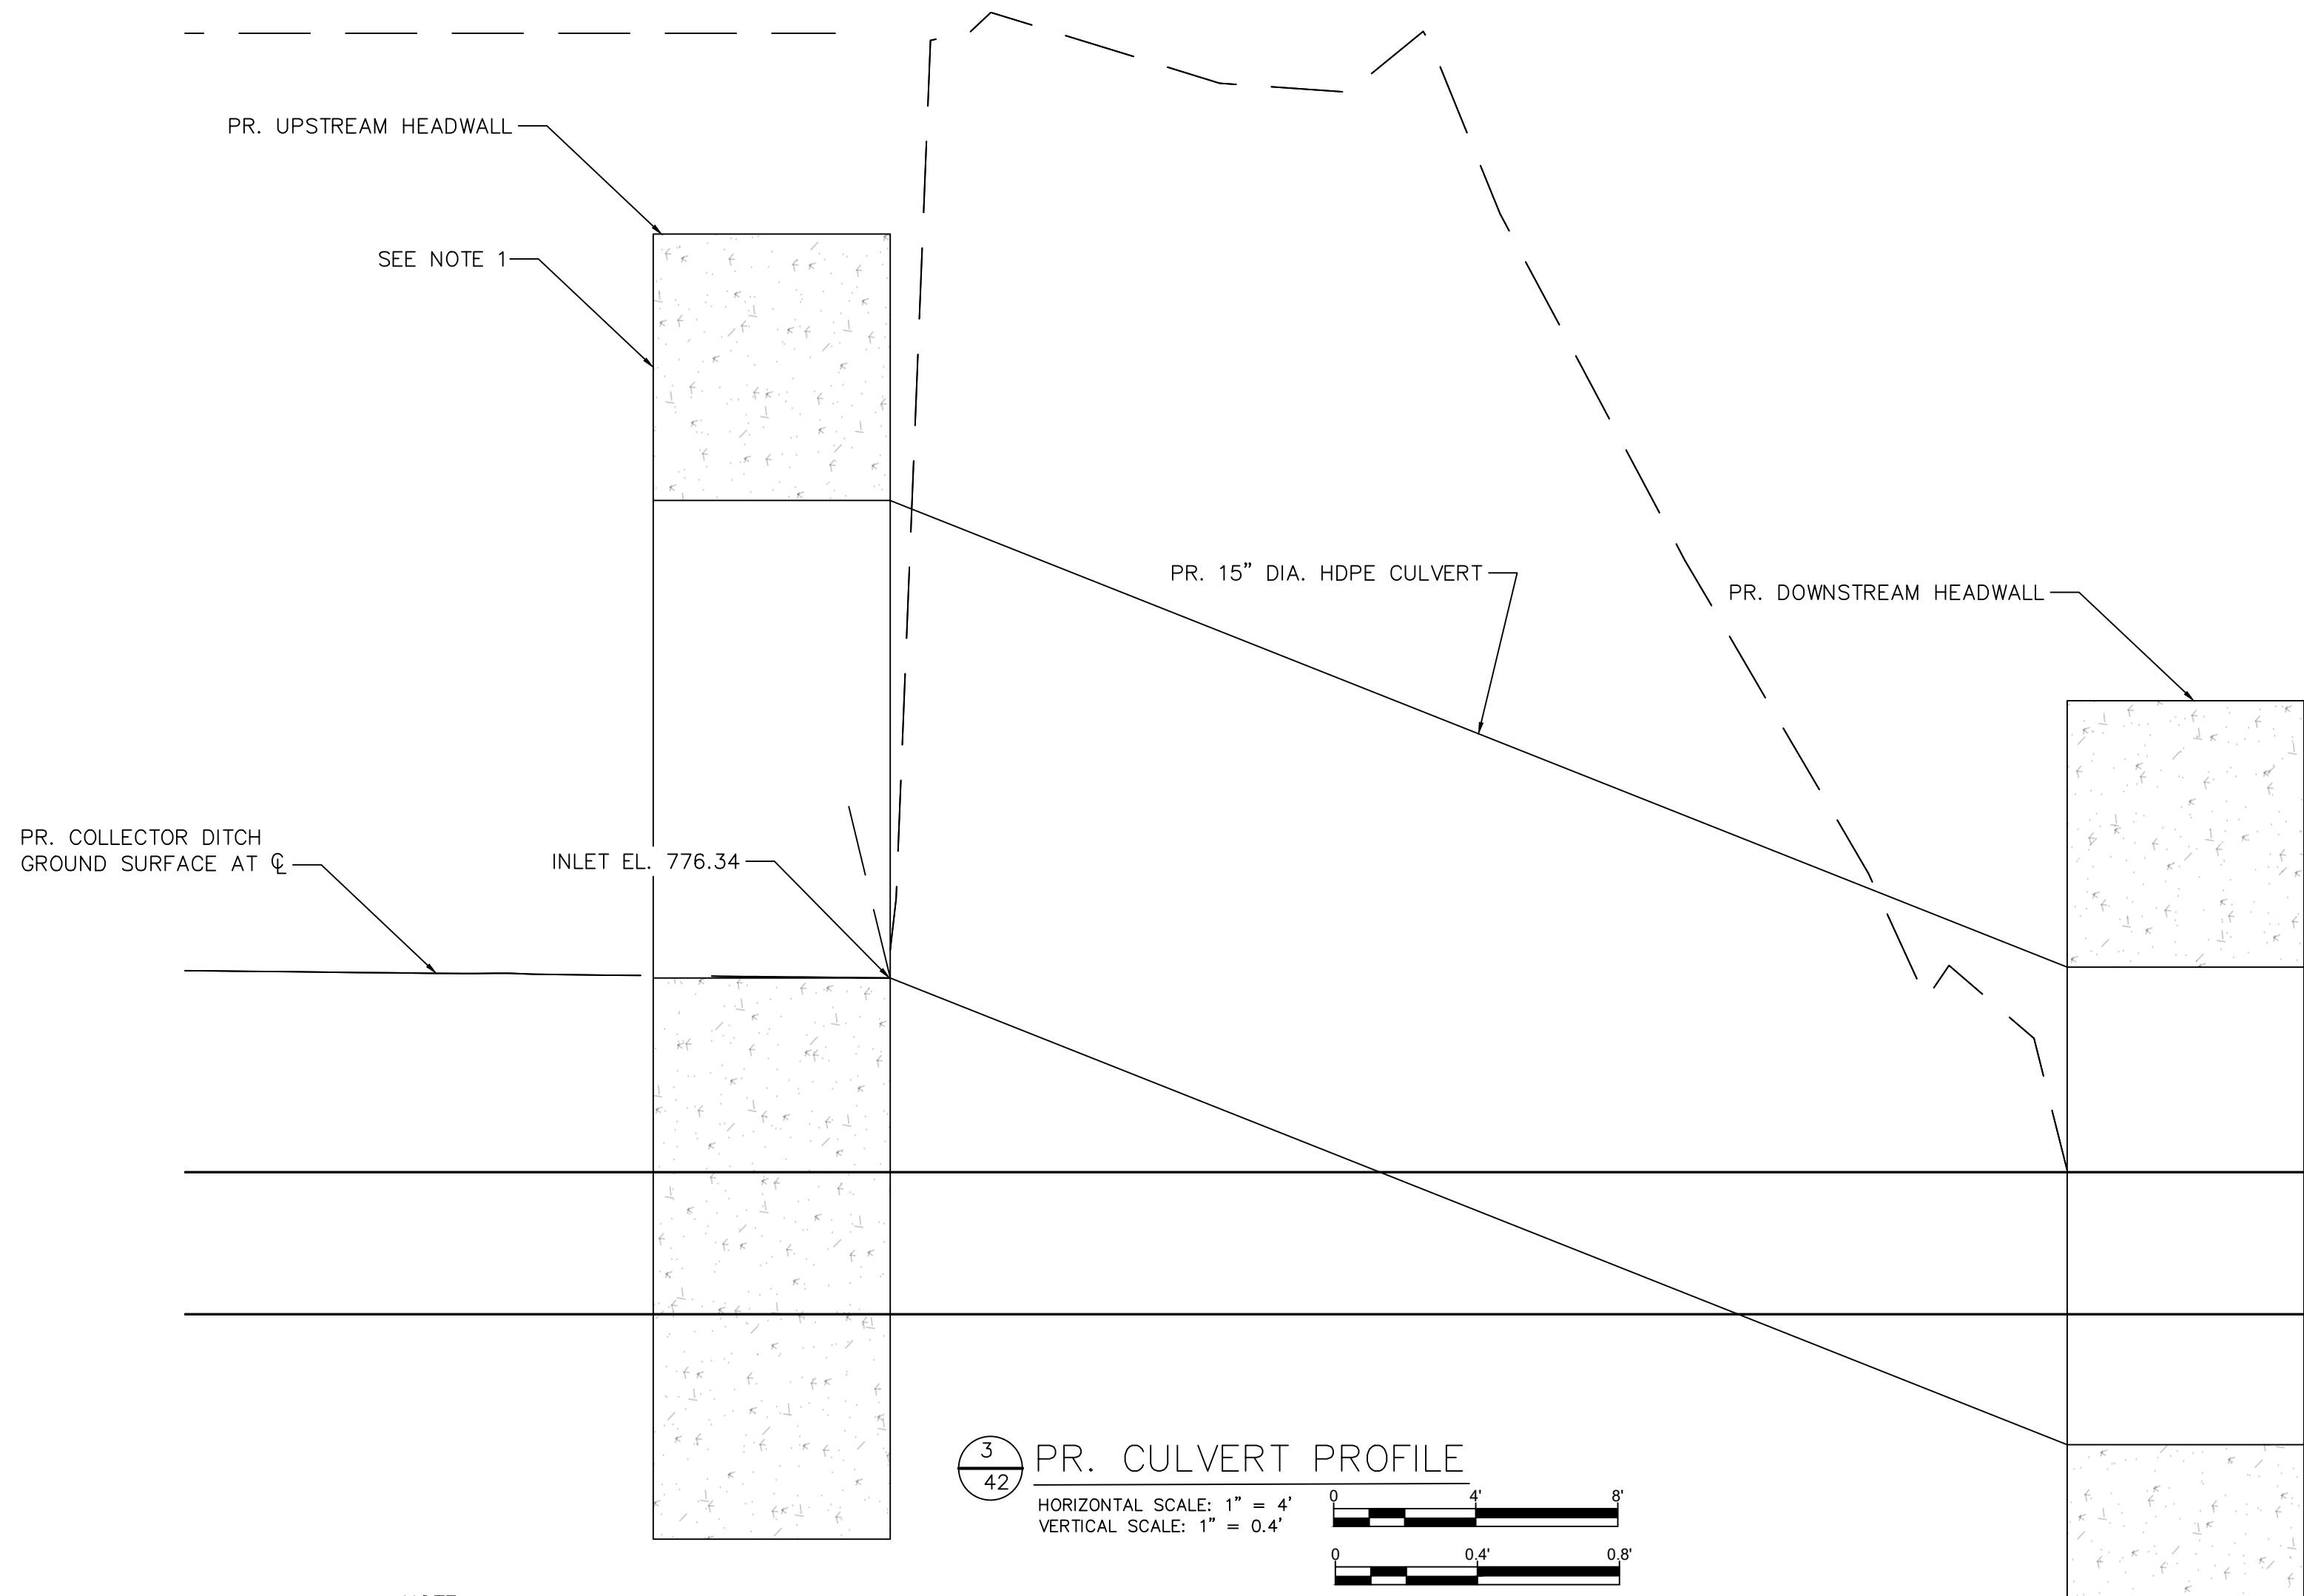 PR. UPSTREAM HEADWALL
SEE NOTE 1
PR. 15” DIA. HDPE CULVERT
PR. DOWNSTREAM HEADWALL
PR. COLLECTOR DITCH
GROUND SURFACE AT ℄
INLET EL. 776.34
3
42
PR. CULVERT PROFILE
HORIZONTAL SCALE: 1” = 4’
VERTICAL SCALE: 1” = 0.4’
0 4' 8'
0 0.4' 0.8'